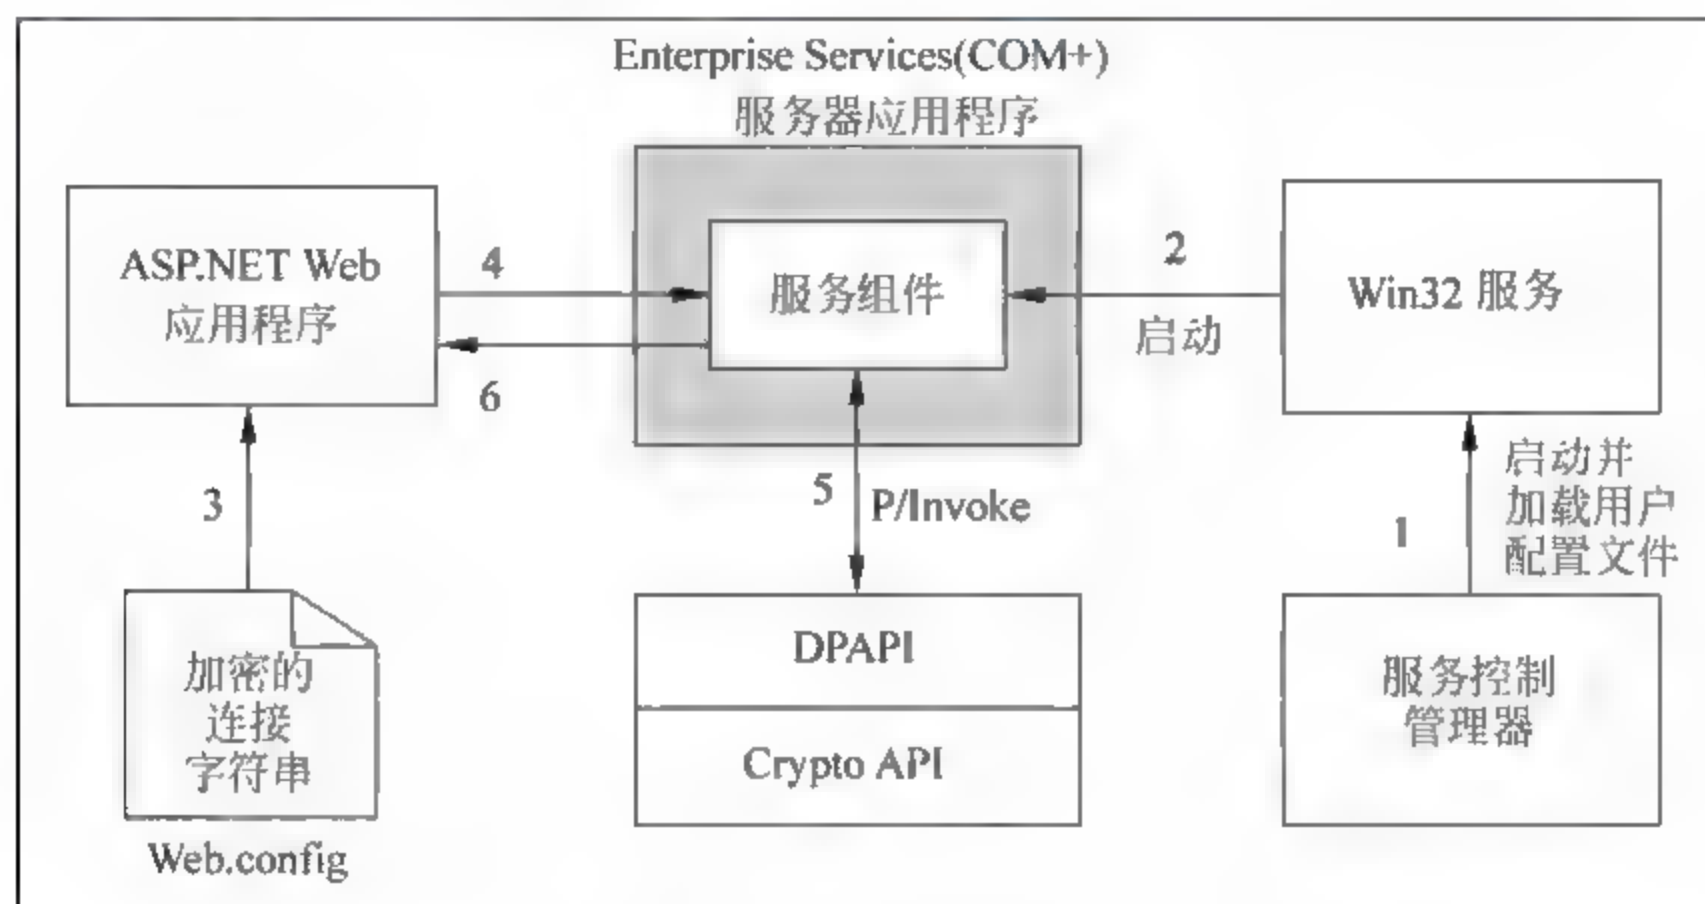 Enterprise Services(COM+)
服务器应用程序
ASP.NET Web
应用程序
4
6
服务组件
2
启动
Win32 服务
3
5
P/Invoke
1
启动并
加载用户
配置文件
加密的
连接
字符串
Web.config
DPAPI
Crypto API
服务控制
管理器